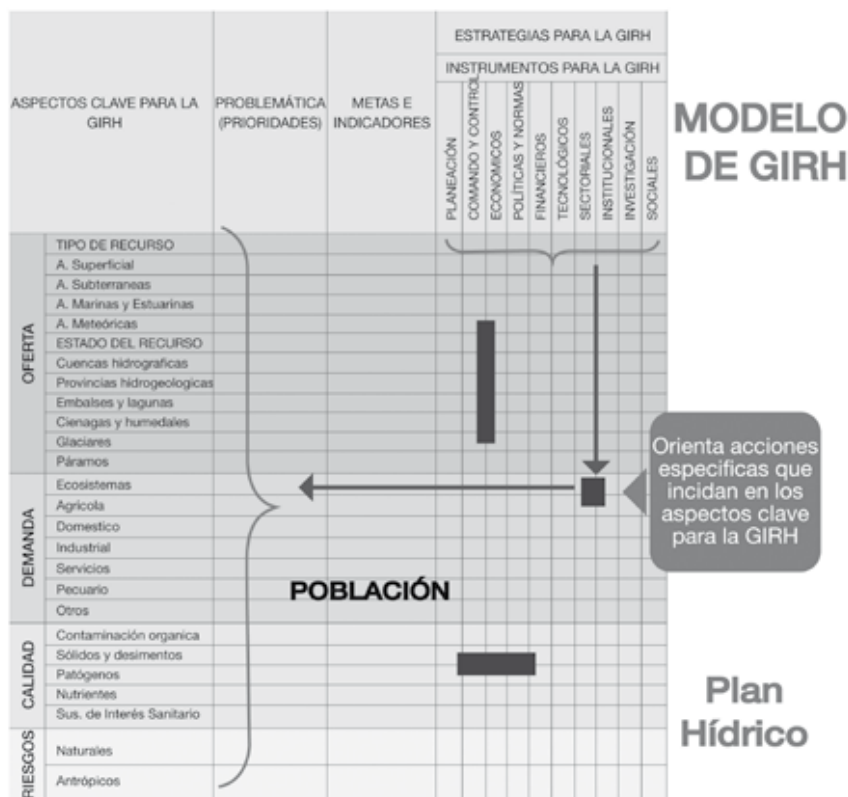 ESTRATEGIAS PARA LA GIRH
INSTRUMENTOS PARA LA GIRH
ASPECTOS CLAVE PARA LA
GIRH
PROBLEMÁTICA
(PRIORIDADES)
METAS E
INDICADORES
PLANEACIÓN
COMANDO Y CONTROL
ECONOMICOS
POLÍTICAS Y NORMAS
FINANCIEROS
TECNOLÓGICOS
SECTORIALES
INSTITUCIONALES
INVESTIGACIÓN
SOCIALES
MODELO
DE GIRH
OFERTA
TIPO DE RECURSO
A. Superficial
A. Subterraneas
A. Marinas y Estuarinas
A. Meteóricas
ESTADO DEL RECURSO
Cuencas hidrograficas
Provincias hidrogeologicas
Embalses y lagunas
Cienagas y humedales
Glaciares
Páramos
DEMANDA
Ecosistemas
Agrícola
Domestico
Industrial
Servicios
Pecuario
Otros
POBLACIÓN
Orienta acciones
especificas que
incidan en los
aspectos clave
para la GIRH
CALIDAD
Contaminación organica
Sólidos y desimentos
Patógenos
Nutrientes
Sus. de Interés Sanitario
RIESGOS
Naturales
Antrópicos
Plan
Hídrico